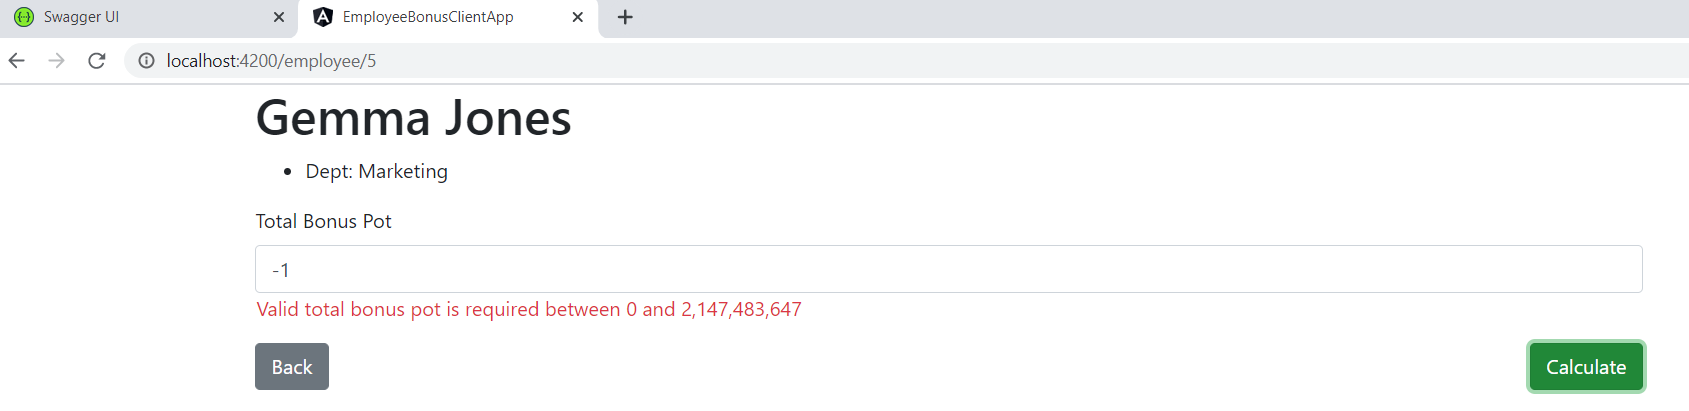 Swagger UI
EmployeeBonusClientApp
localhost:4200/employee/5
Gemma Jones
• Dept: Marketing
Total Bonus Pot
-1
Valid total bonus pot is required between 0 and 2,147,483,647
Back
Calculate